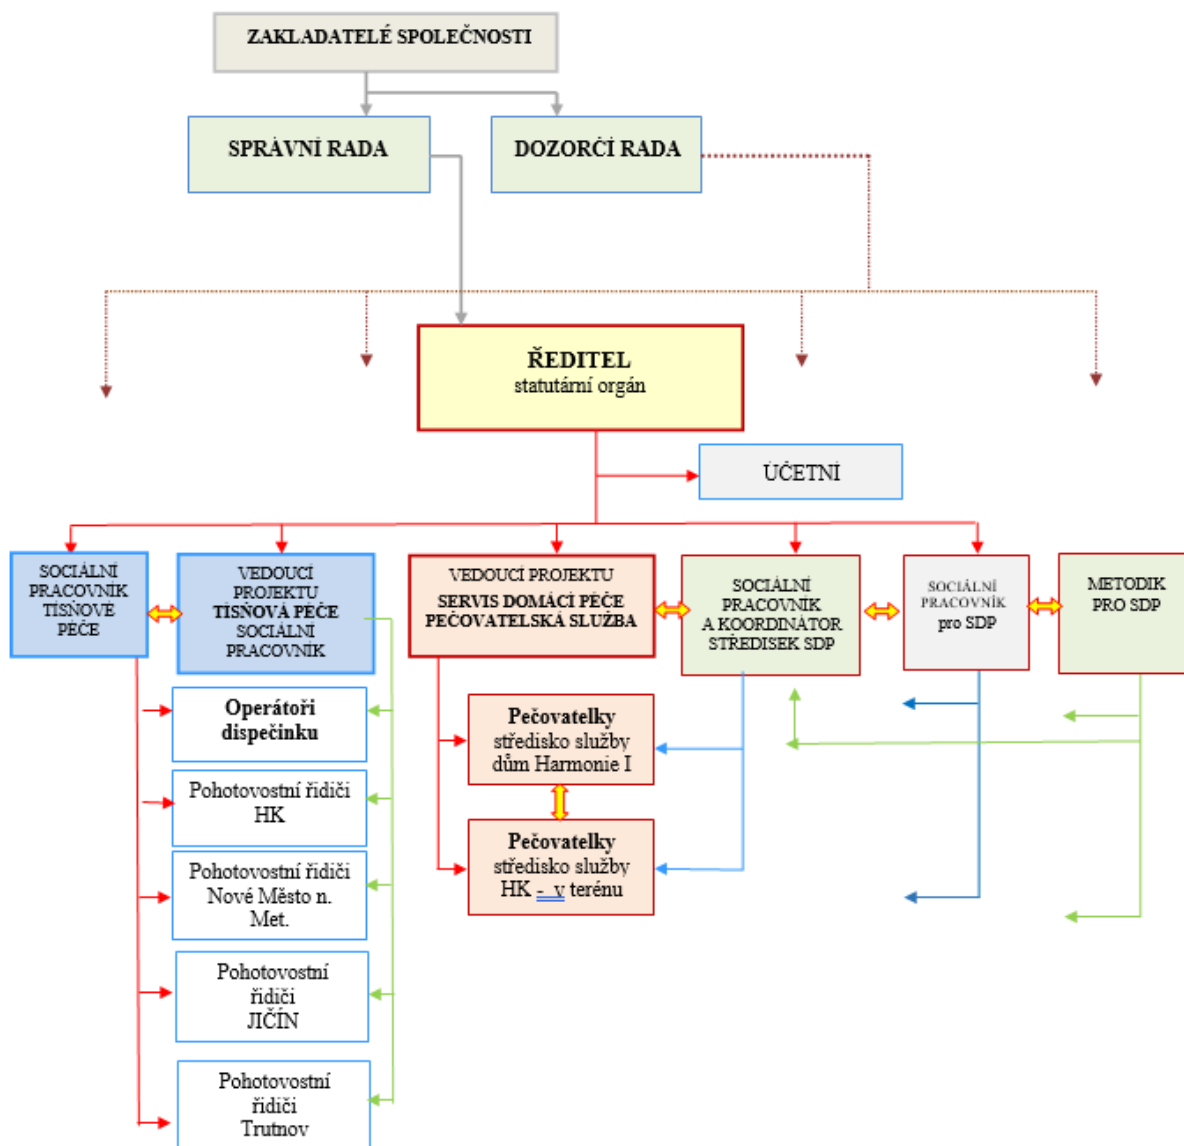 ZAKLADATELÉ SPOLEČNOSTI
SPRÁVNÍ RADA
DOZORČÍ RADA
ŘEDITEL
statutární orgán
ÚČETNÍ
SOCIÁLNÍ
PRACOVNÍK
TÍSŇOVÉ
PÉČE
VEDOUCÍ
PROJEKTU
TÍSŇOVÁ PÉČE
SOCIÁLNÍ
PRACOVNÍK
VEDOUCÍ PROJEKTU
SERVIS DOMÁCÍ PÉČE
PEČOVATELSKÁ SLUŽBA
SOCIÁLNÍ
PRACOVNÍK
A KOORDINÁTOR
STŘEDISEK SDP
SOCIÁLNÍ
PRACOVNÍK
pro SDP
METODIK
PRO SDP
Operátoři
dispečinku
Pohotovostní řidiči
HK
Pohotovostní řidiči
Nové Město n.
Met.
Pohotovostní
řidiči
JIČÍN
Pohotovostní
řidiči
Trutnov
Pečovatelky
středisko služby
dům Harmonie I
Pečovatelky
středisko služby
HK - v terénu